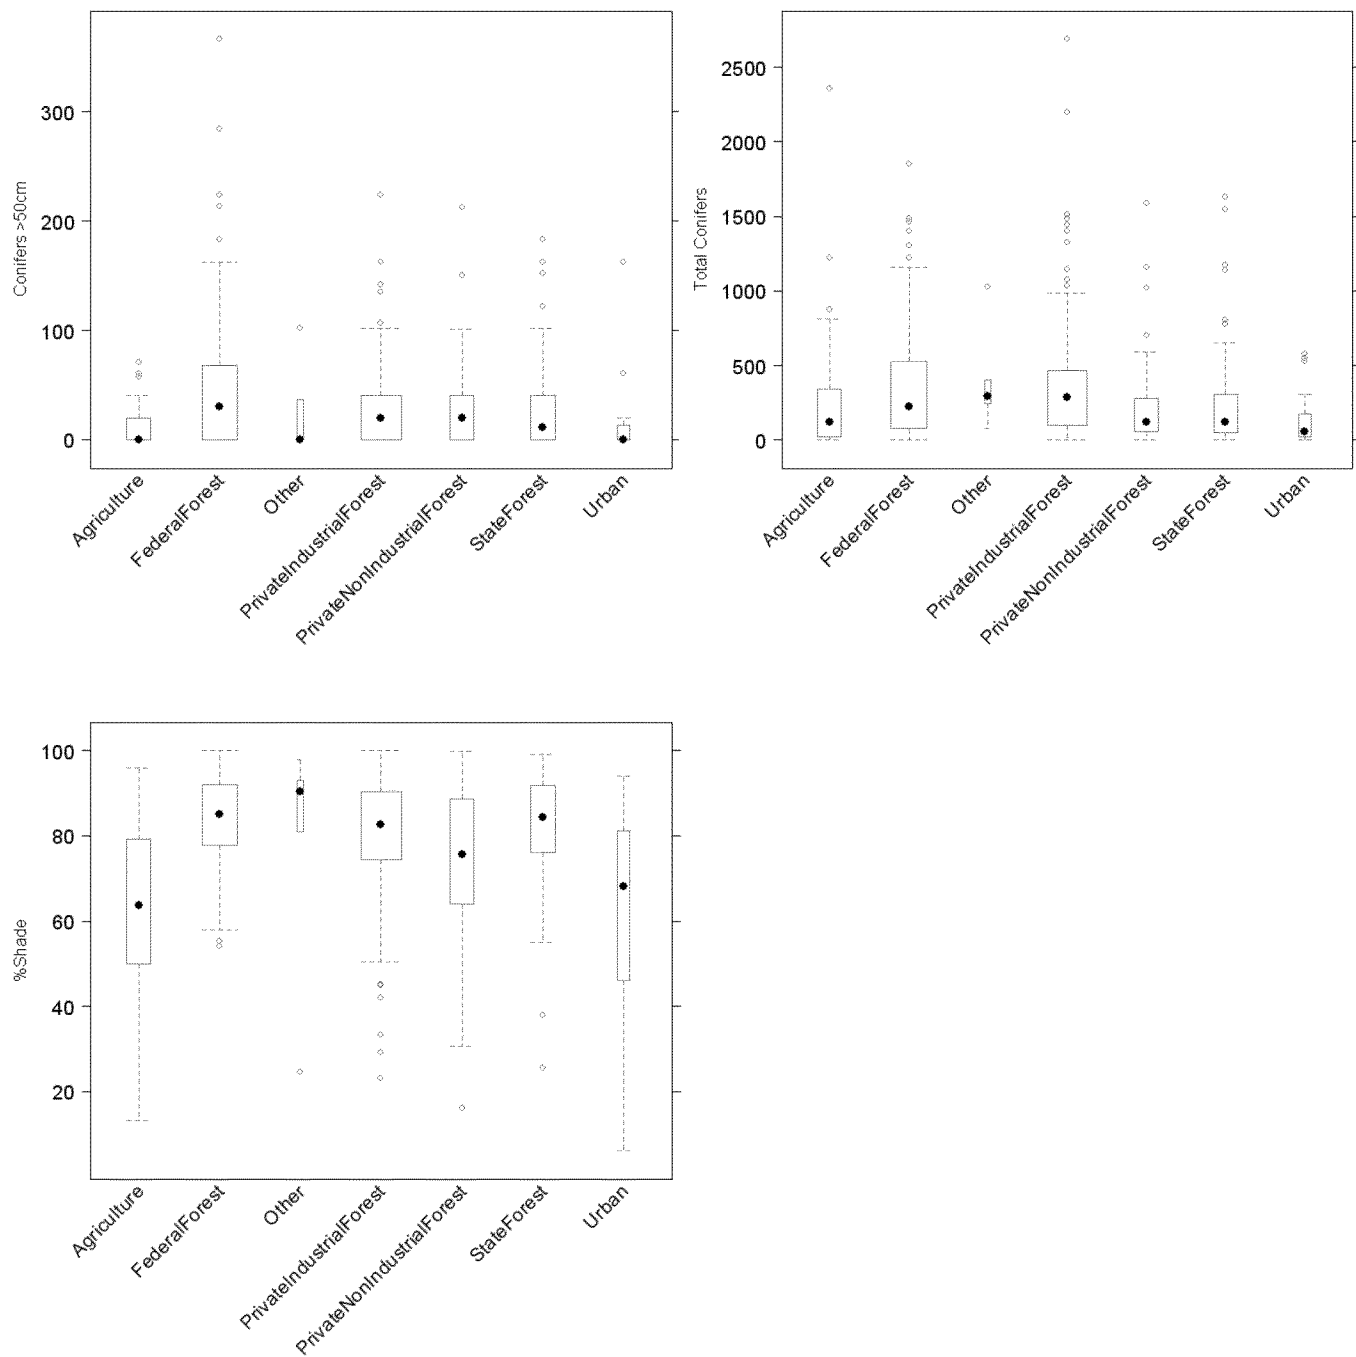 Conifers >50cm
300
200
100
0
Agriculture
FederalForest
Other
PrivateIndustrialForest
PrivateNonIndustrialForest
StateForest
Urban
Total Conifers
2500
2000
1500
1000
500
0
Agriculture
FederalForest
Other
PrivateIndustrialForest
PrivateNonIndustrialForest
StateForest
Urban
%Shade
100
80
60
40
20
Agriculture
FederalForest
Other
PrivateIndustrialForest
PrivateNonIndustrialForest
StateForest
Urban